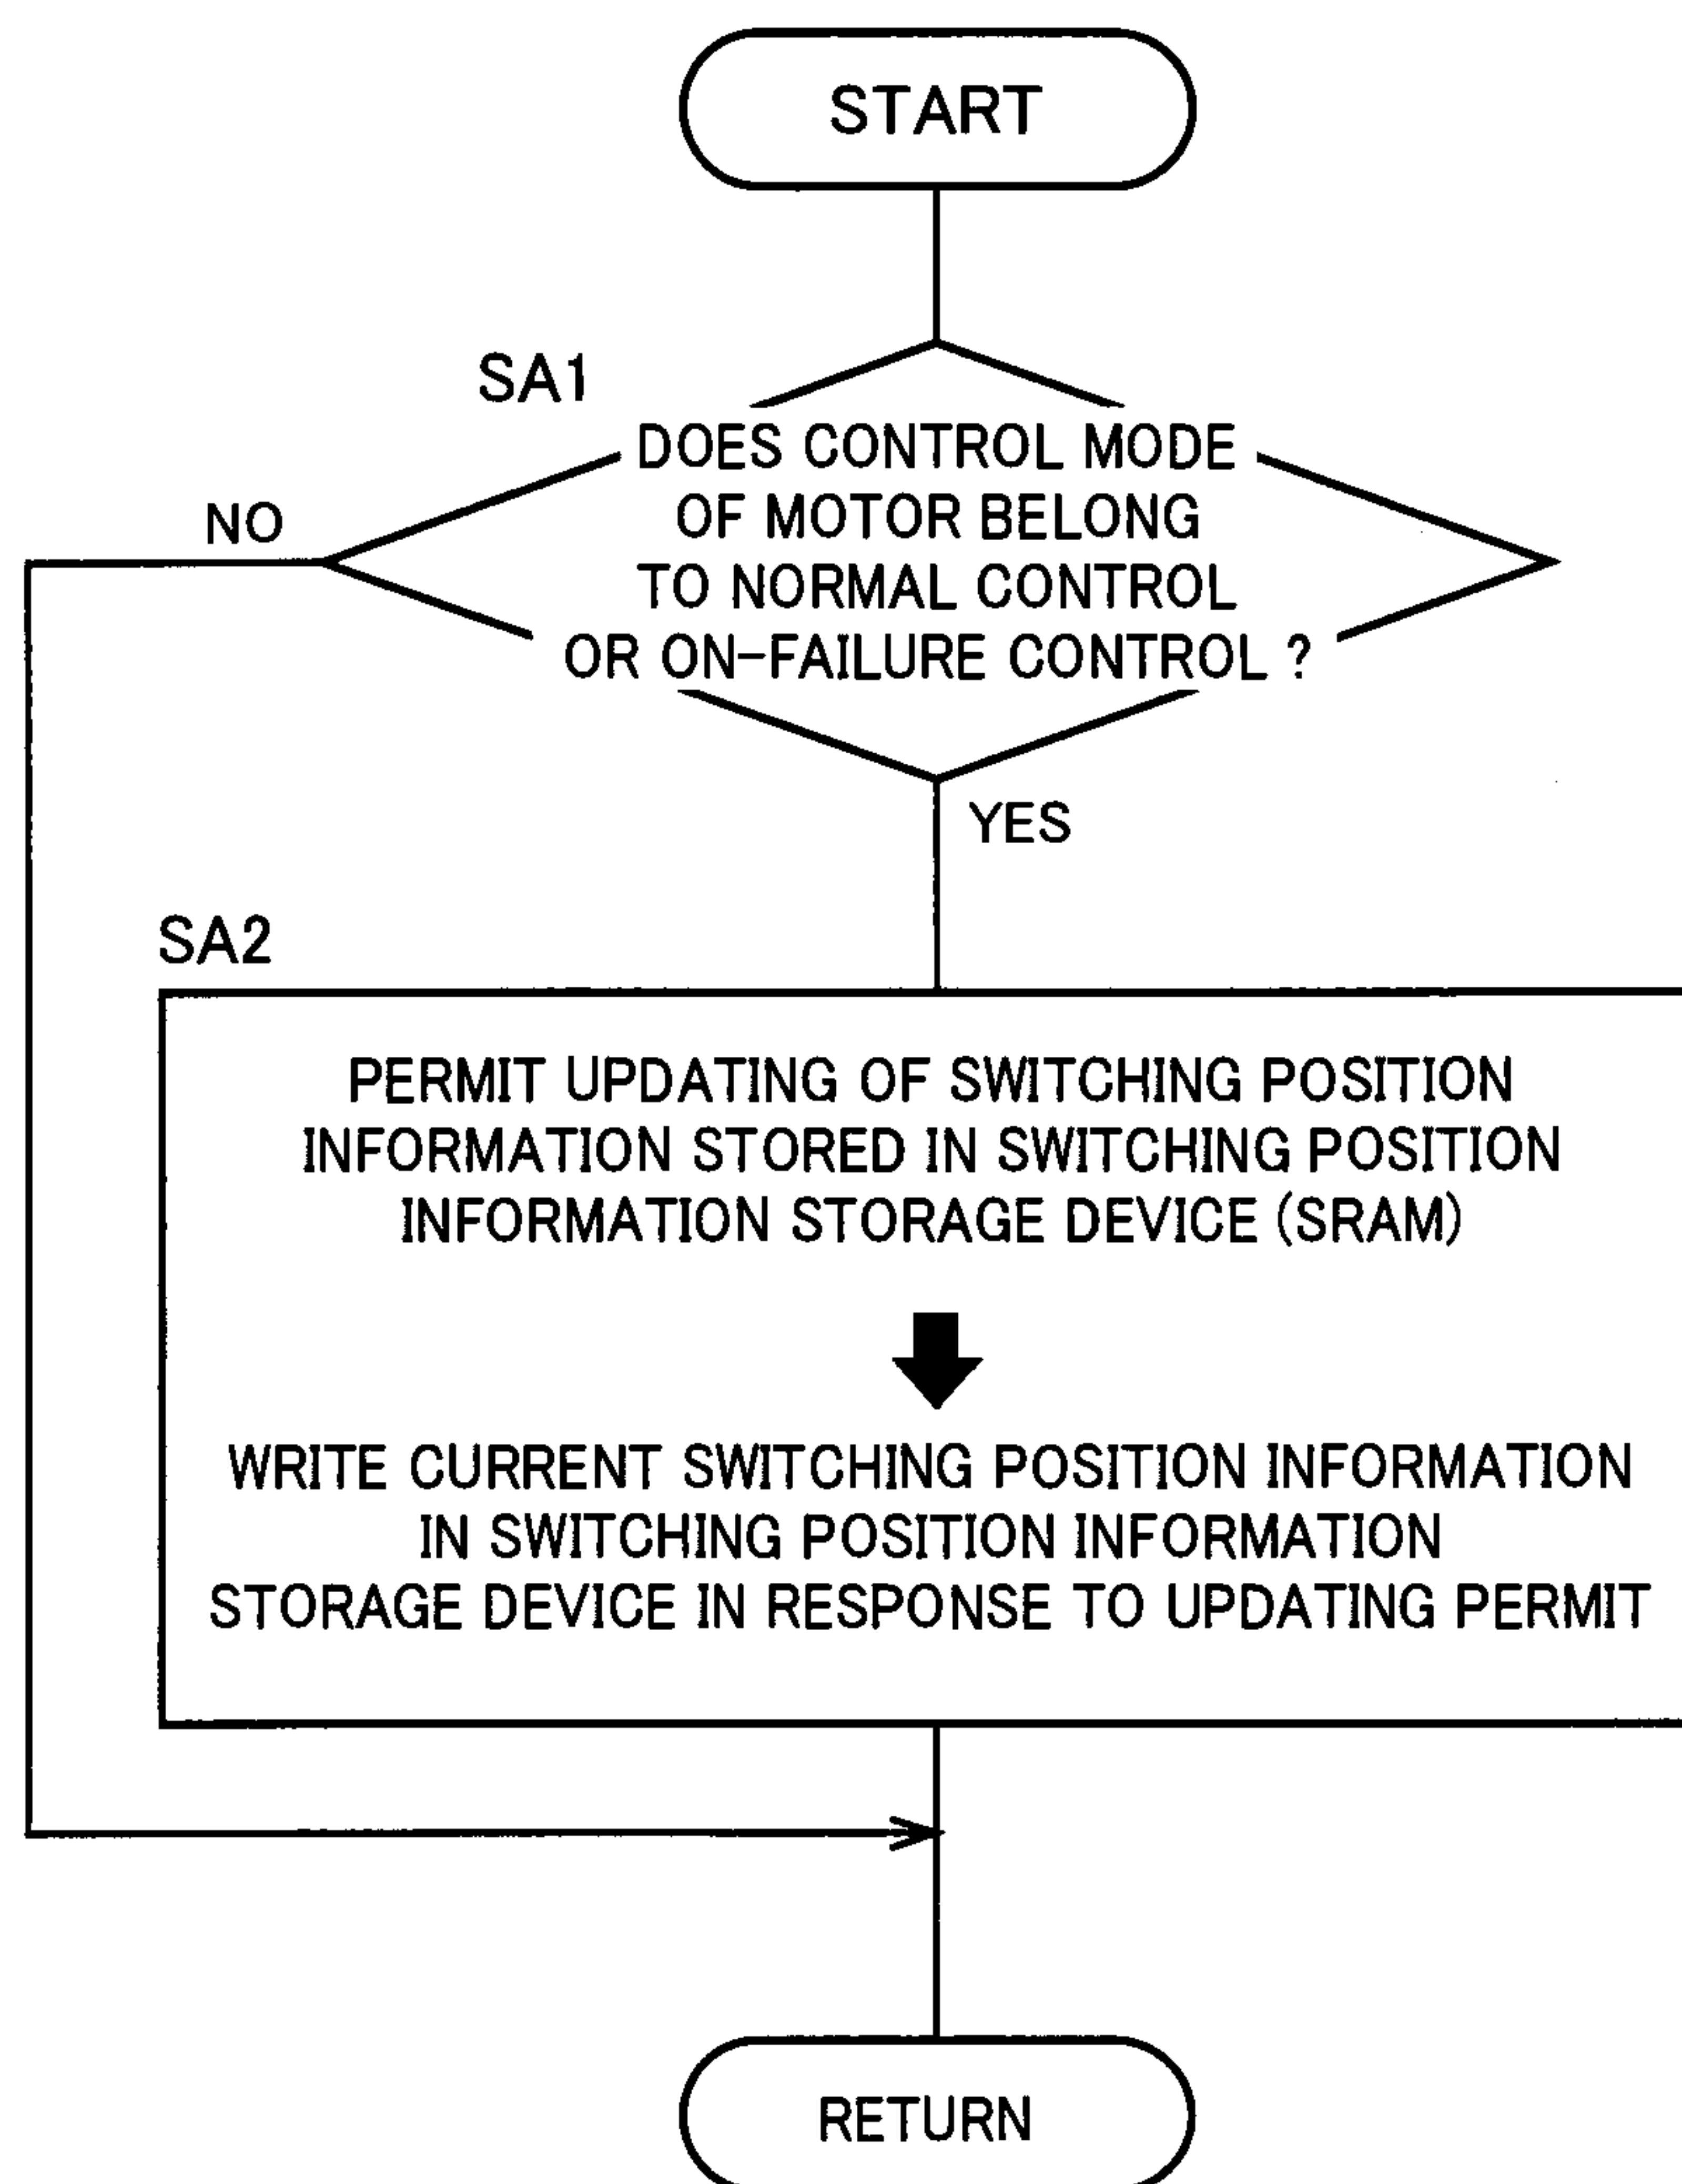 START
SA1
DOES CONTROL MODE
OF MOTOR BELONG
TO NORMAL CONTROL
OR ON-FAILURE CONTROL ?
NO
YES
SA2
PERMIT UPDATING OF SWITCHING POSITION
INFORMATION STORED IN SWITCHING POSITION
INFORMATION STORAGE DEVICE (SRAM)
WRITE CURRENT SWITCHING POSITION INFORMATION
IN SWITCHING POSITION INFORMATION
STORAGE DEVICE IN RESPONSE TO UPDATING PERMIT
RETURN